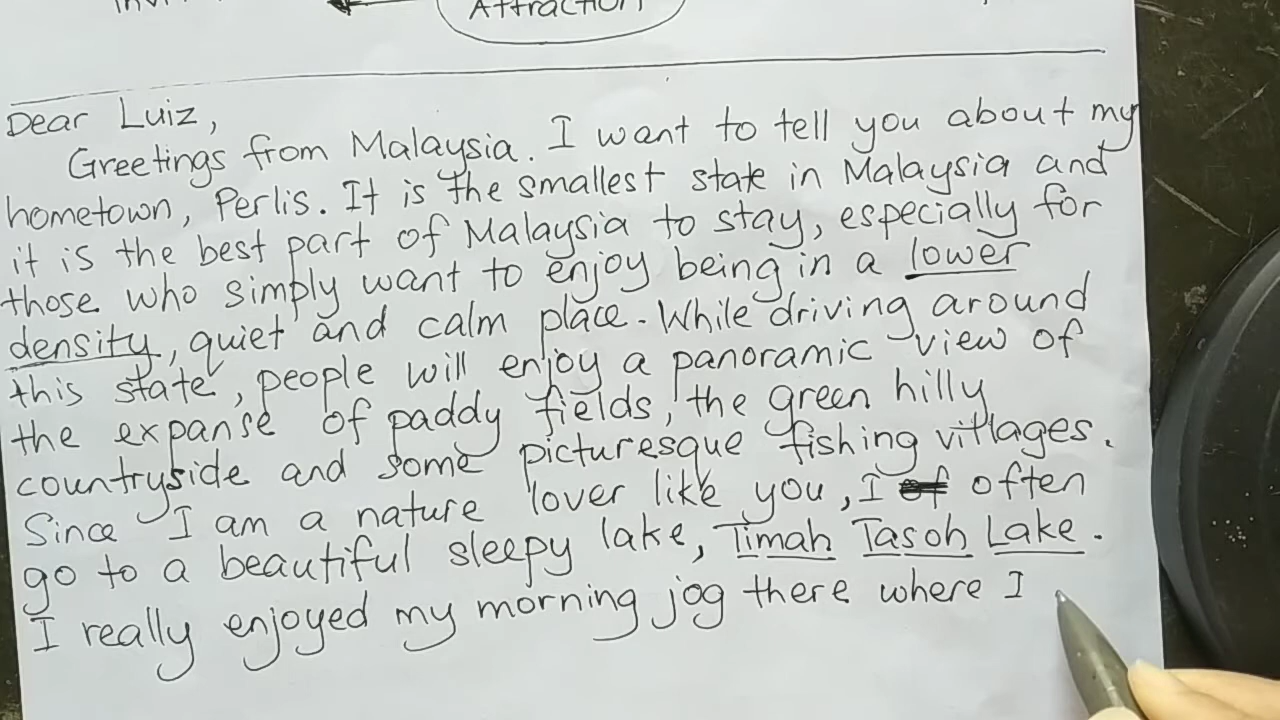 Attraction
Dear Luiz,
Greetings from Malaysia. I want to tell you about my
hometown, Perlis. It is the smallest state in Malaysia and
it is the best part of Malaysia to stay, especially for
those who simply want to enjoy being in a lower
density, quiet and calm place. While driving around
this state, people will enjoy a panoramic view of
the expanse of paddy fields, the green hilly
countryside and some picturesque fishing villages.
Since I am a nature lover like you, I often
go to a beautiful sleepy lake, Timah Tasoh Lake.
I really enjoyed my morning jog there where I